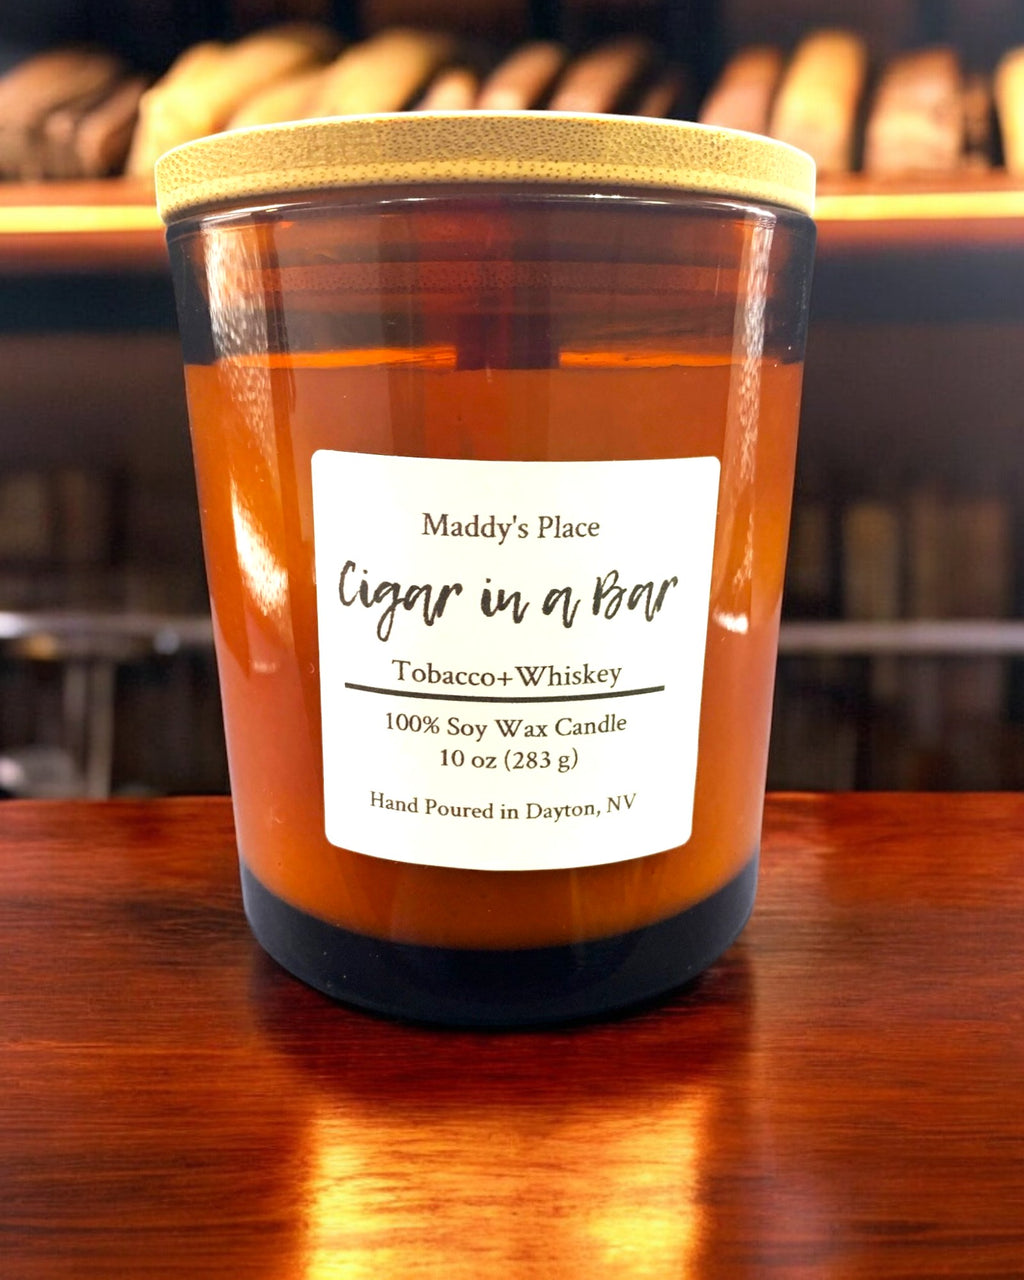 Maddy's Place
Cigar in a Bar
Tobacco+Whiskey
100% Soy Wax Candle
10 oz (283 g)
Hand Poured in Dayton, NV